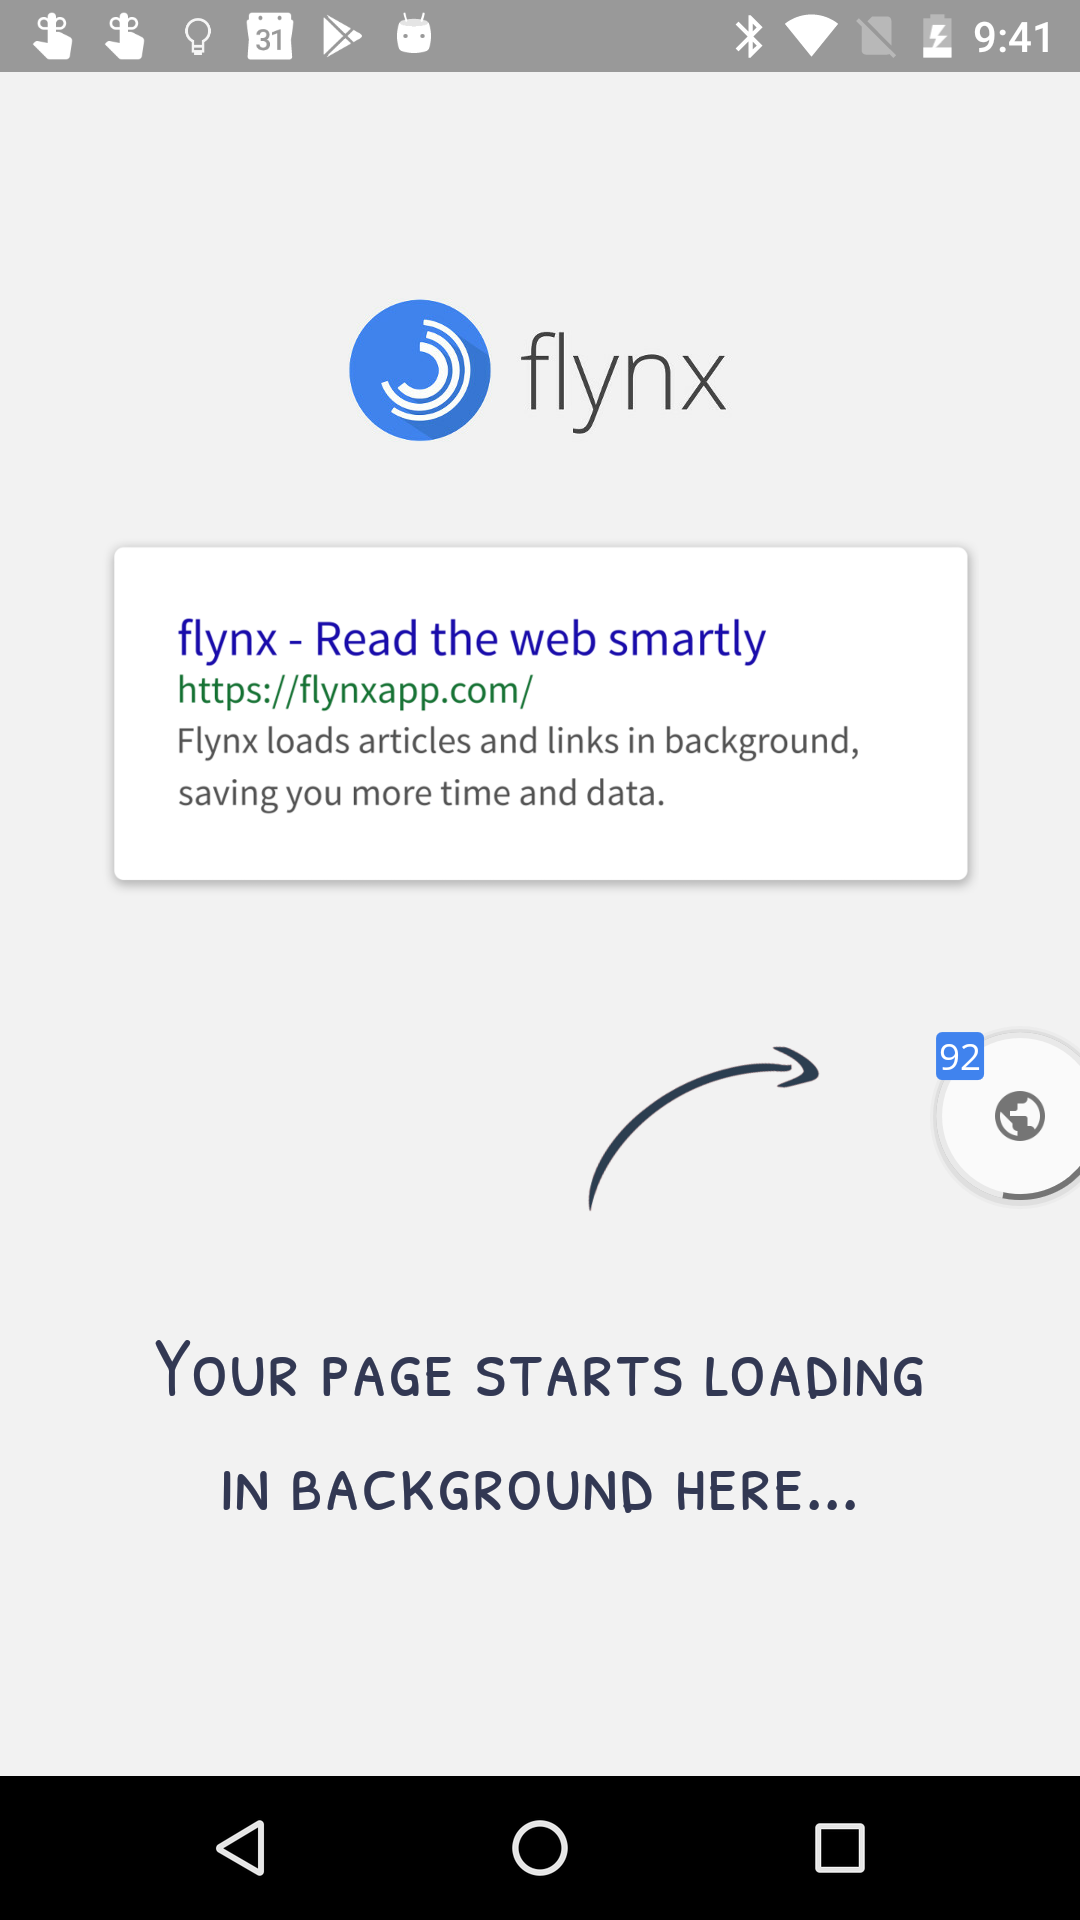 31
9:41
flynx
flynx - Read the web smartly
https://flynxapp.com/
Flynx loads articles and links in background,
saving you more time and data.
92
Your page starts loading
in background here...